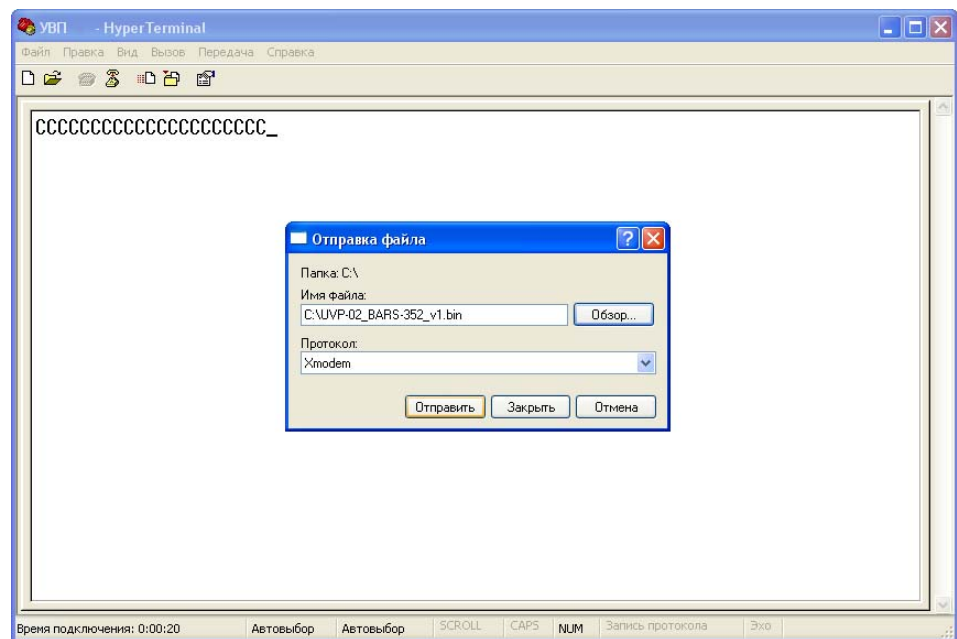 УВП - HyperTerminal
Файл Правка Вид Вызов Передача Справка
CCCCCCCCCCCCCCCCCCCCC_
Отправка файла
Папка: C:\
Имя файла:
C:\UVP-02_BARS-352_v1.bin
Обзор...
Протокол:
Xmodem
Отправить Закрыть Отмена
Время подключения: 0:00:20 Автовыбор Автовыбор SCROLL CAPS NUM Запись протокола Эхо